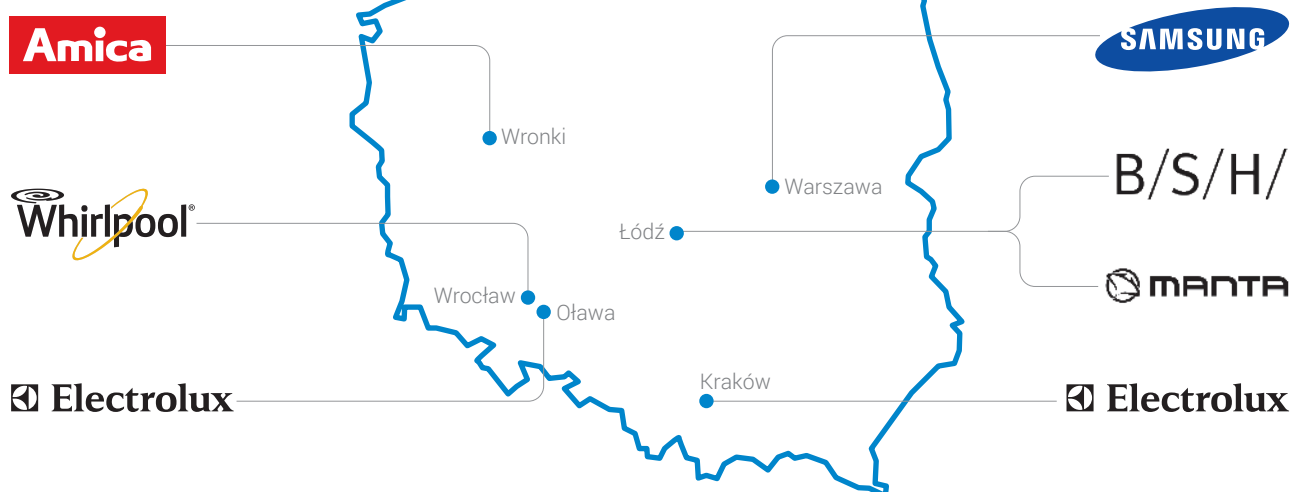 Amica
SAMSUNG
Wronki
B/S/H/
Warszawa
Whirlpool®
Łódź
MANTA
Wrocław
Oława
Kraków
Electrolux
Electrolux